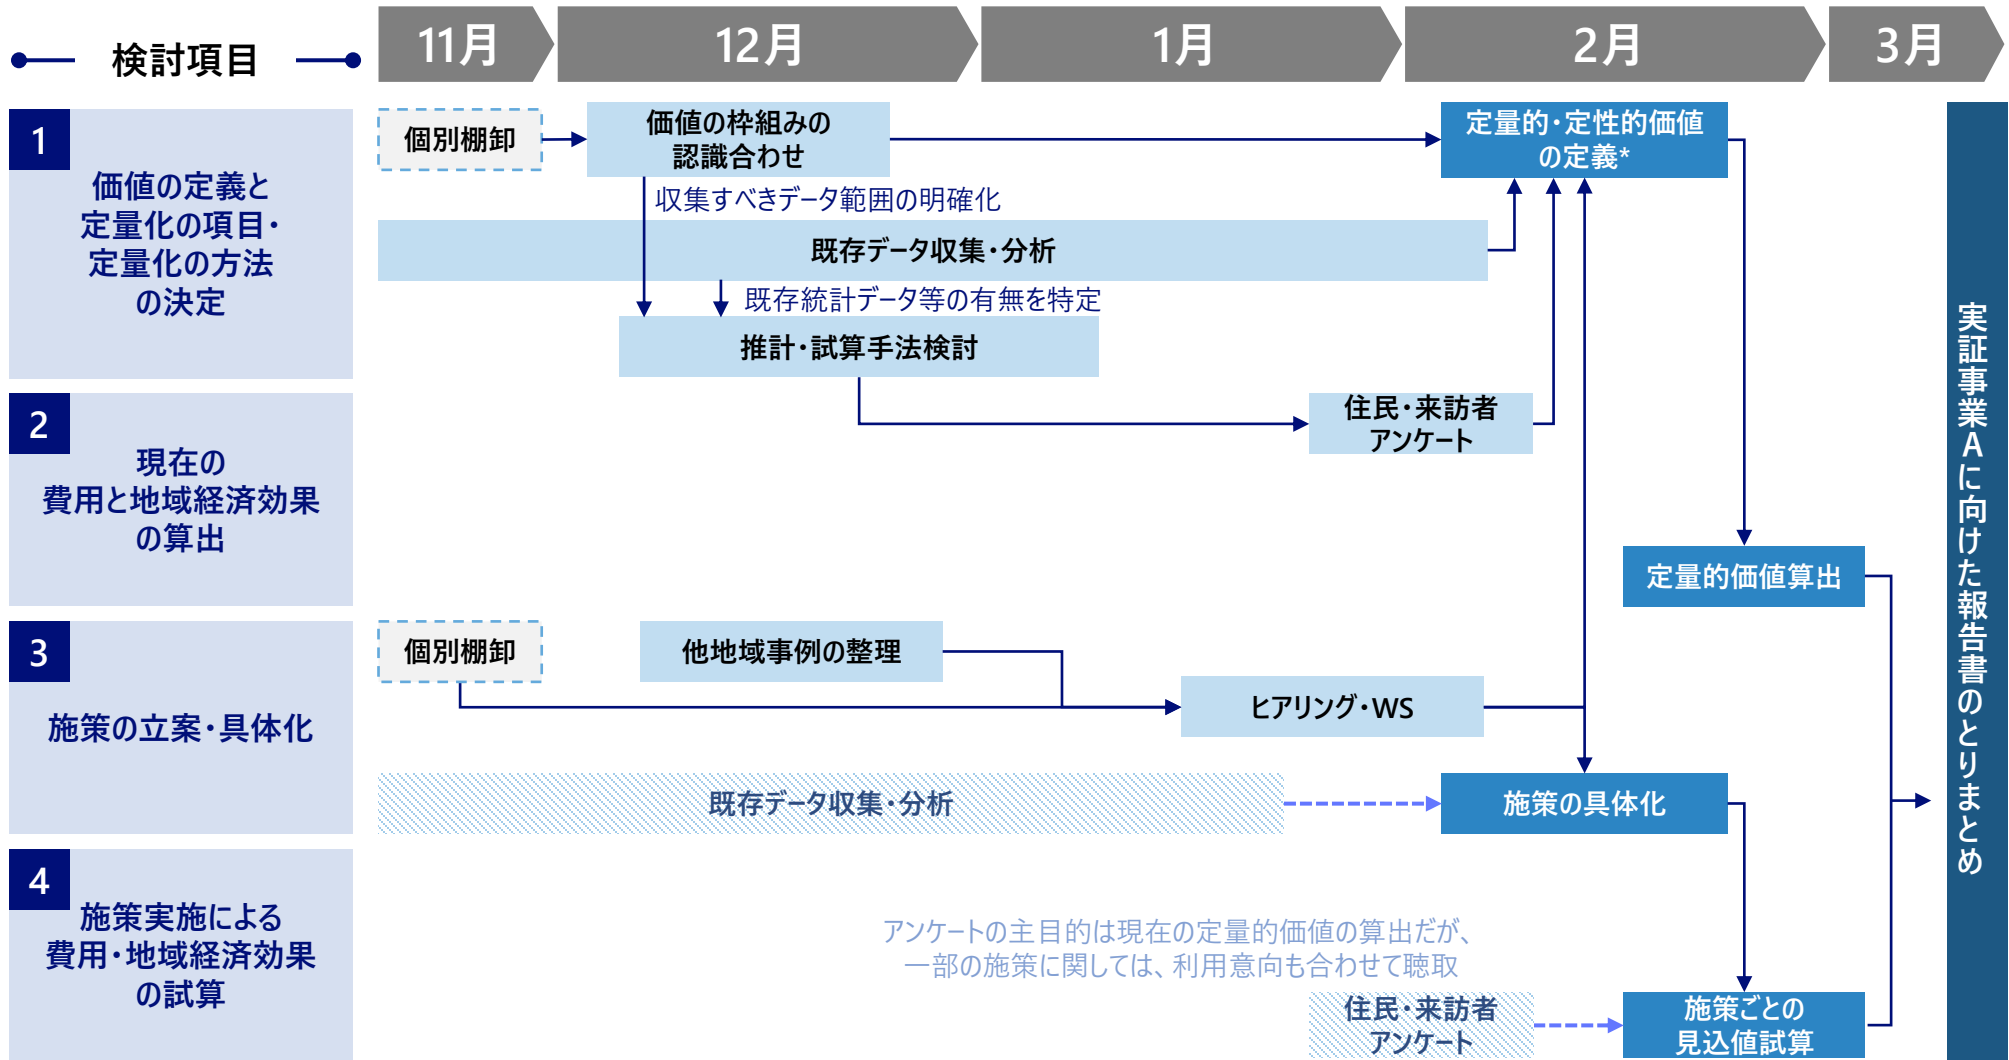 検討項目
11月
12月
1月
2月
3月
1
価値の定義と
定量化の項目・
定量化の方法
の決定
個別棚卸
価値の枠組みの
認識合わせ
定量的・定性的価値
の定義*
収集すべきデータ範囲の明確化
既存データ収集・分析
既存統計データ等の有無を特定
推計・試算手法検討
2
現在の
費用と地域経済効果
の算出
住民・来訪者
アンケート
定量的価値算出
3
施策の立案・具体化
個別棚卸
他地域事例の整理
ヒアリング・WS
既存データ収集・分析
施策の具体化
4
施策実施による
費用・地域経済効果
の試算
アンケートの主目的は現在の定量的価値の算出だが、
一部の施策に関しては、利用意向も合わせて聴取
住民・来訪者
アンケート
施策ごとの
見込値試算
実証事業Aに向けた報告書のとりまとめ